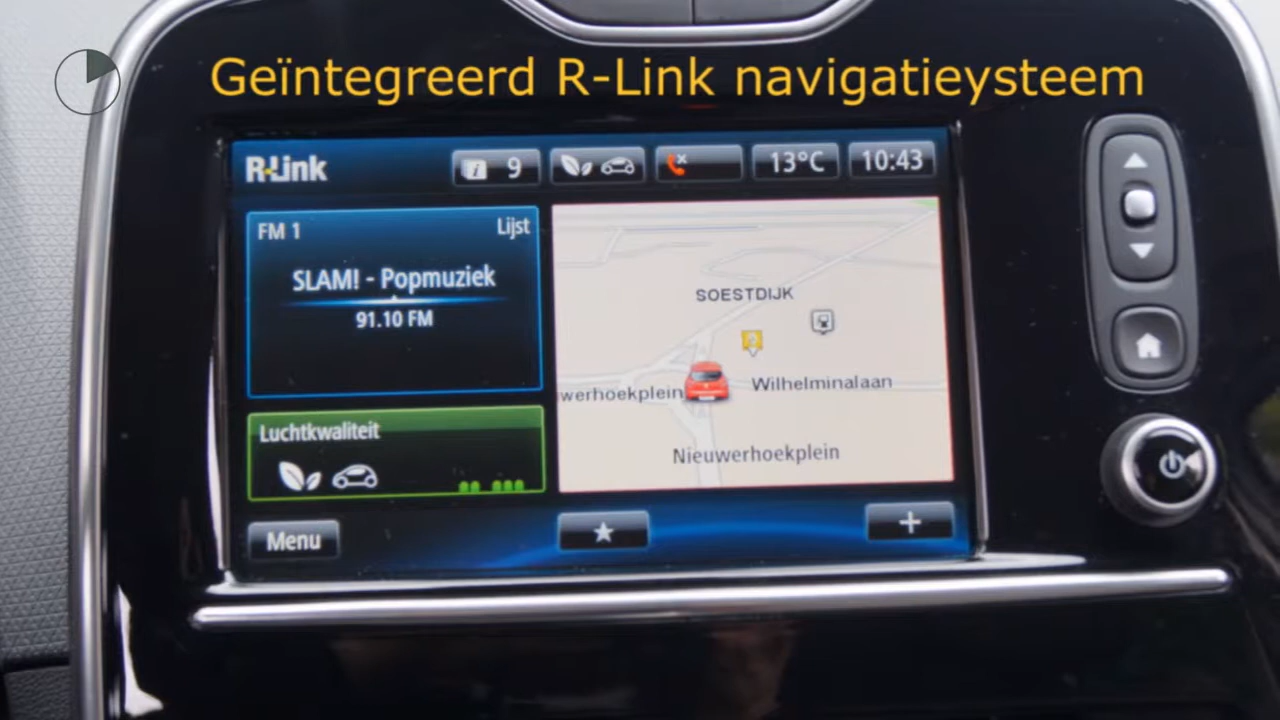 Geïntegreerd R-Link navigatieysteem
R-Link
9
13°C
10:43
FM 1
Lijst
SLAM! - Popmuziek
91.10 FM
SOESTDIJK
Wilhelminalaan
werhoekplein
Nieuwerhoekplein
Luchtkwaliteit
Menu